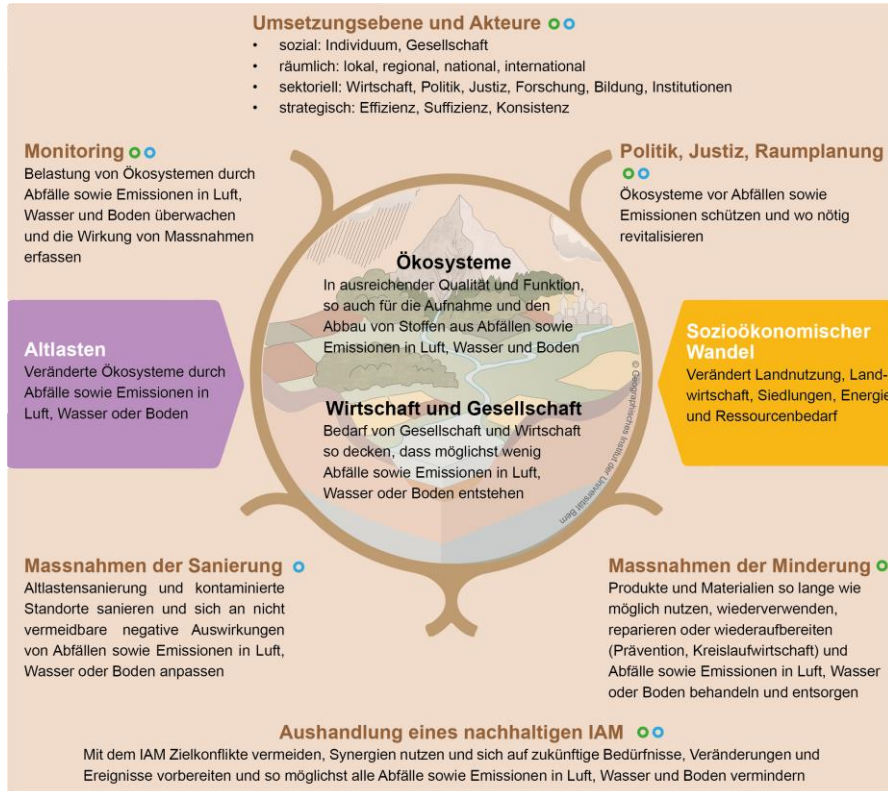 Umsetzungsebene und Akteure
• sozial: Individuum, Gesellschaft
• räumlich: lokal, regional, national, international
• sektoriell: Wirtschaft, Politik, Justiz, Forschung, Bildung, Institutionen
• strategisch: Effizienz, Suffizienz, Konsistenz
Monitoring
Belastung von Ökosystemen durch
Abfälle sowie Emissionen in Luft,
Wasser und Boden überwachen
und die Wirkung von Massnahmen
erfassen
Politik, Justiz, Raumplanung
Ökosysteme vor Abfällen sowie
Emissionen schützen und wo nötig
revitalisieren
Ökosysteme
In ausreichender Qualität und Funktion,
so auch für die Aufnahme und den
Abbau von Stoffen aus Abfällen sowie
Emissionen in Luft, Wasser und Boden
Altlasten
Veränderte Ökosysteme durch
Abfälle sowie Emissionen in
Luft, Wasser oder Boden
Sozioökonomischer
Wandel
Verändert Landnutzung, Land-
wirtschaft, Siedlungen, Energie
und Ressourcenbedarf
Wirtschaft und Gesellschaft
Bedarf von Gesellschaft und Wirtschaft
so decken, dass möglichst wenig
Abfälle sowie Emissionen in Luft,
Wasser oder Boden entstehen
© Geographisches Institut der Universität Bern
Massnahmen der Sanierung
Altlastensanierung und kontaminierte
Standorte sanieren und sich an nicht
vermeidbare negative Auswirkungen
von Abfällen sowie Emissionen in Luft,
Wasser oder Boden anpassen
Massnahmen der Minderung
Produkte und Materialien so lange wie
möglich nutzen, wiederverwenden,
reparieren oder wiederaufbereiten
(Prävention, Kreislaufwirtschaft) und
Abfälle sowie Emissionen in Luft, Wasser
oder Boden behandeln und entsorgen
Aushandlung eines nachhaltigen IAM
Mit dem IAM Zielkonflikte vermeiden, Synergien nutzen und sich auf zukünftige Bedürfnisse, Veränderungen und
Ereignisse vorbereiten und so möglichst alle Abfälle sowie Emissionen in Luft, Wasser und Boden vermindern